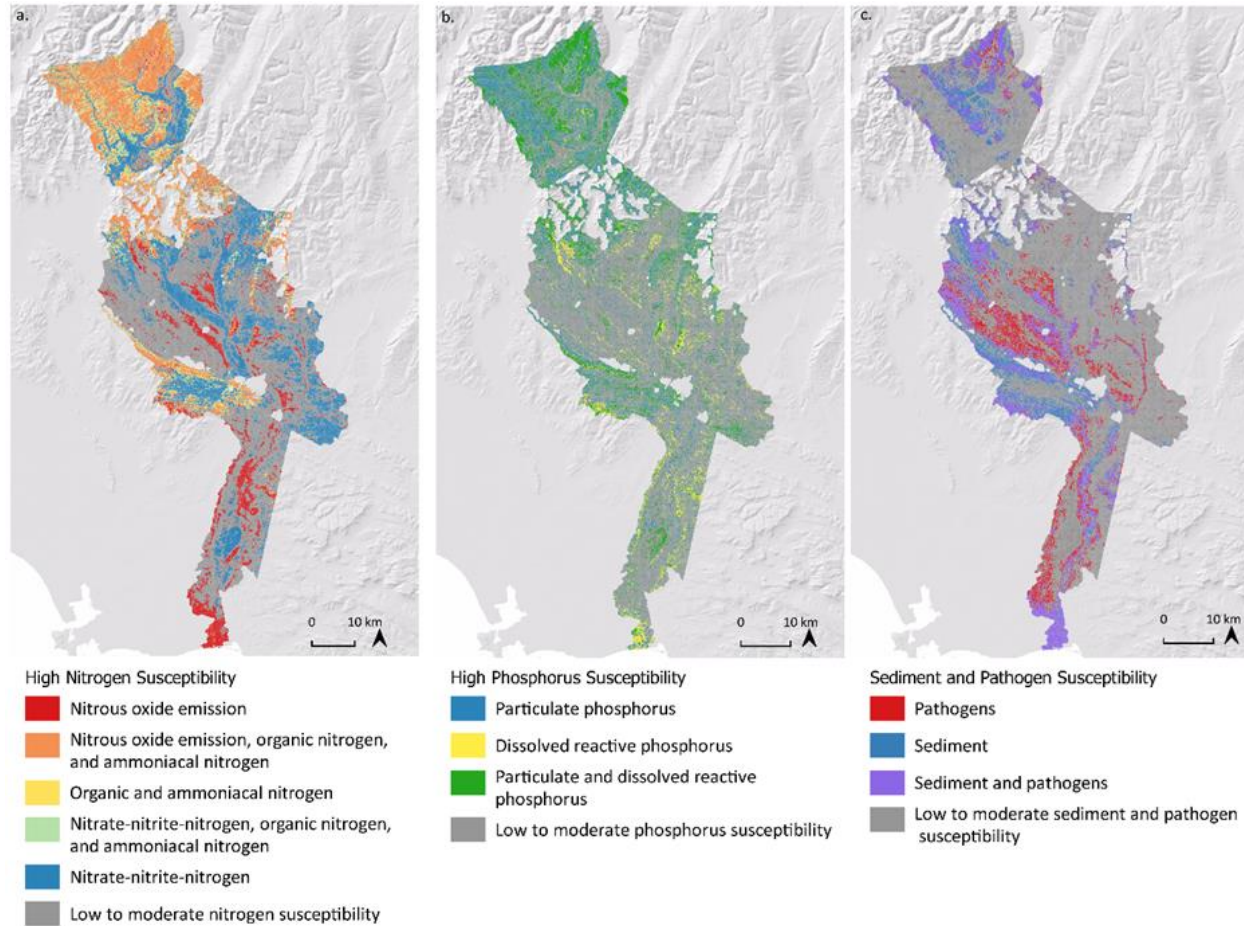 a.
b.
c.
0 10 km
0 10 km
0 10 km
High Nitrogen Susceptibility
Nitrous oxide emission
Nitrous oxide emission, organic nitrogen,
and ammoniacal nitrogen
Organic and ammoniacal nitrogen
Nitrate-nitrite-nitrogen, organic nitrogen,
and ammoniacal nitrogen
Nitrate-nitrite-nitrogen
Low to moderate nitrogen susceptibility
High Phosphorus Susceptibility
Particulate phosphorus
Dissolved reactive phosphorus
Particulate and dissolved reactive
phosphorus
Low to moderate phosphorus susceptibility
Sediment and Pathogen Susceptibility
Pathogens
Sediment
Sediment and pathogens
Low to moderate sediment and pathogen
susceptibility